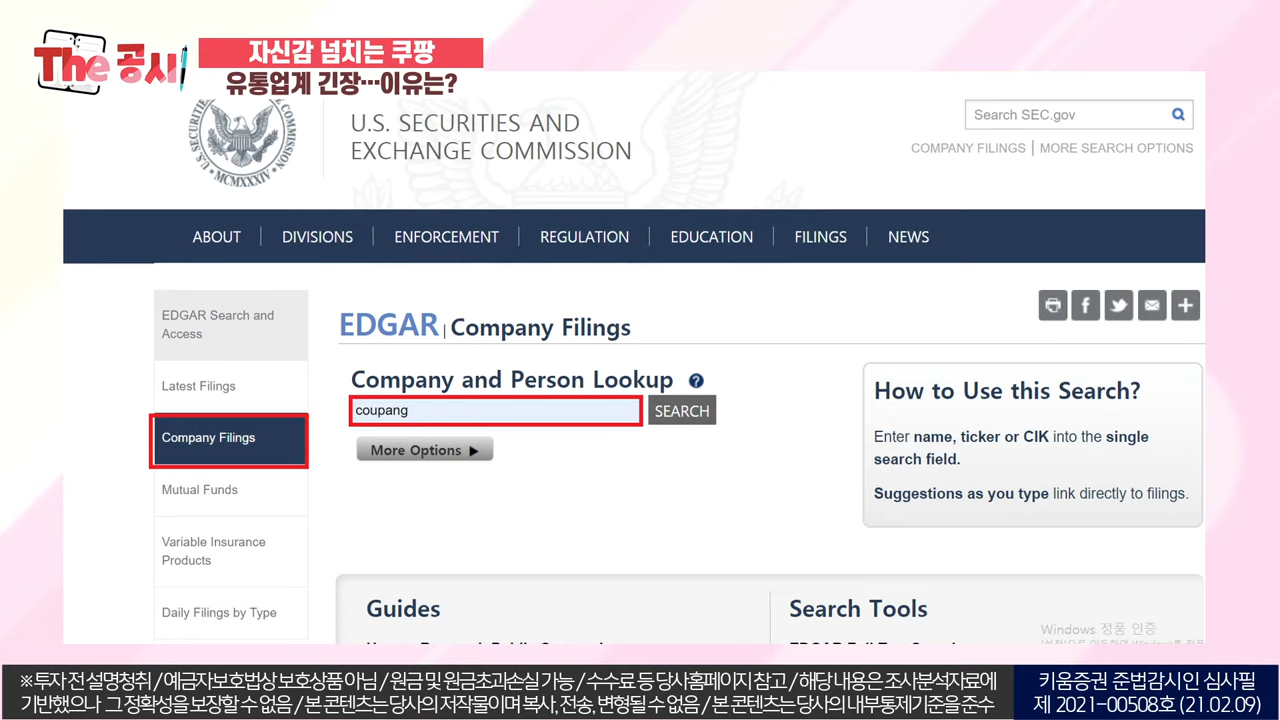 The 공시
자신감 넘치는 쿠팡
유통업계 긴장…이유는?
U.S. SECURITIES AND EXCHANGE COMMISSION
MCMXXXIV
U.S. SECURITIES AND
EXCHANGE COMMISSION
Search SEC.gov
COMPANY FILINGS | MORE SEARCH OPTIONS
ABOUT | DIVISIONS | ENFORCEMENT | REGULATION | EDUCATION | FILINGS | NEWS
EDGAR Search and
Access
Latest Filings
Company Filings
Mutual Funds
Variable Insurance
Products
Daily Filings by Type
EDGAR | Company Filings
Company and Person Lookup ?
coupang
SEARCH
More Options ▶
How to Use this Search?
Enter name, ticker or CIK into the single
search field.
Suggestions as you type link directly to filings.
Guides
Search Tools
Windows 정품 인증
※투자 전 설명청취 / 예금자보호법상 보호상품 아님 / 원금 및 원금초과손실 가능 / 수수료 등 당사홈페이지 참고 / 해당 내용은 조사분석자료에
기반했으나 그 정확성을 보장할 수 없음 / 본 콘텐츠는 당사의 저작물이며 복사, 전송, 변형될 수 없음 / 본 콘텐츠는 당사의 내부통제기준을 준수
키움증권 준법감시인 심사필
제 2021-00508호 (21.02.09)